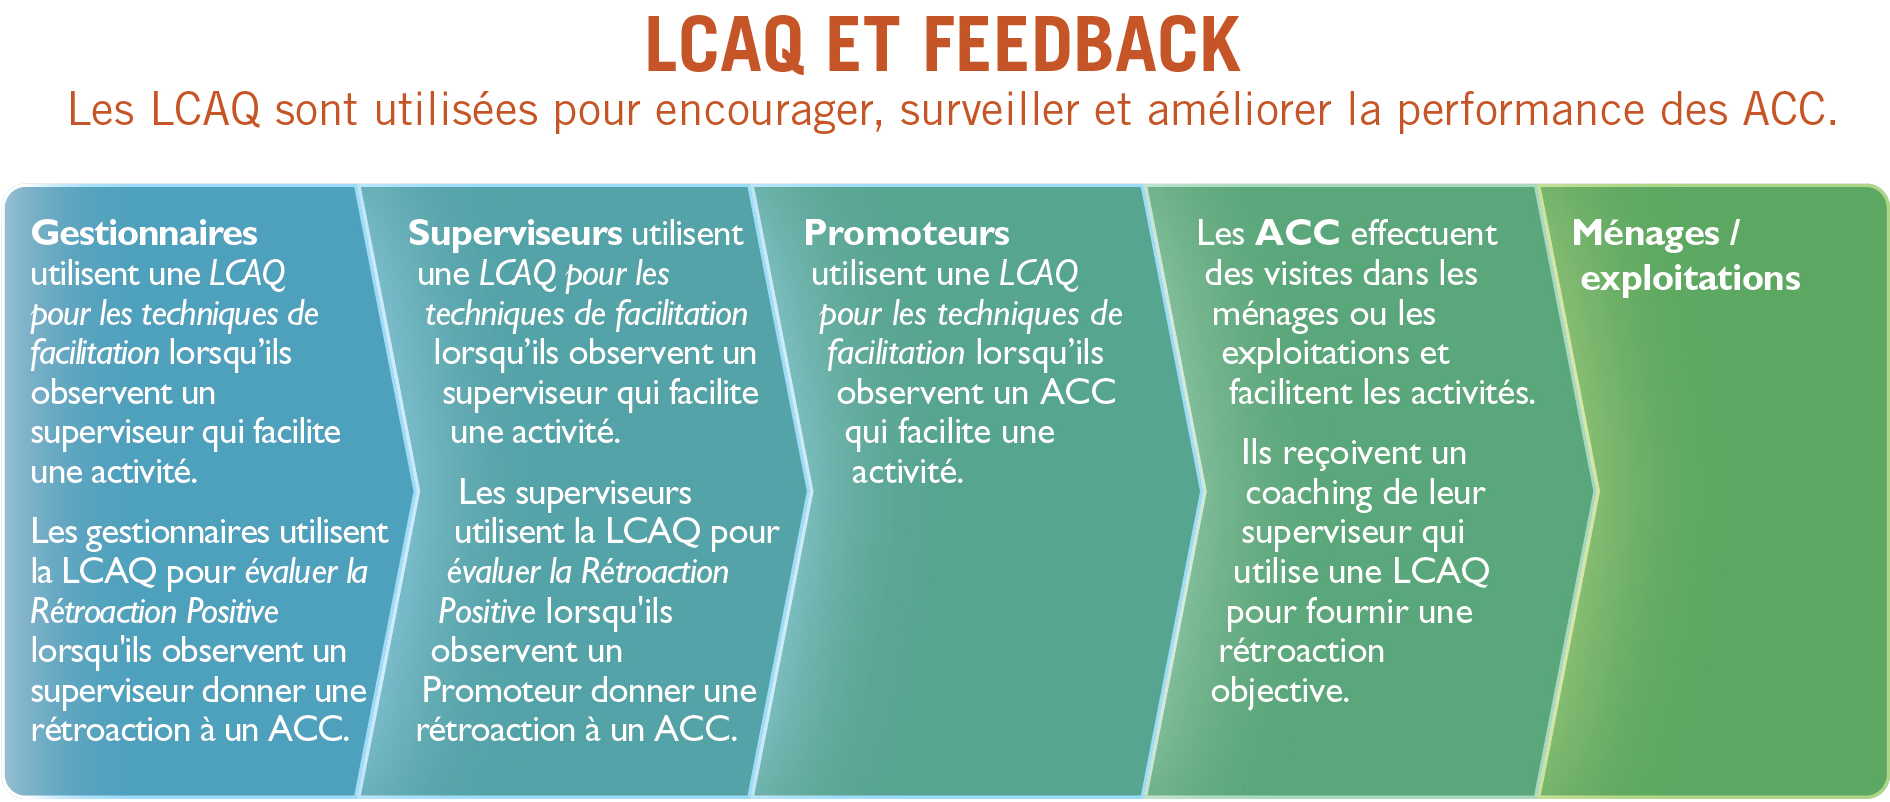 LCAQ ET FEEDBACK
Les LCAQ sont utilisées pour encourager, surveiller et améliorer la performance des ACC.
Gestionnaires
utilisent une LCAQ
pour les techniques de
facilitation lorsqu’ils
observent un
superviseur qui facilite
une activité.
Les gestionnaires utilisent
la LCAQ pour évaluer la
Rétroaction Positive
lorsqu'ils observent un
superviseur donner une
rétroaction à un ACC.
Superviseurs utilisent
une LCAQ pour les
techniques de facilitation
lorsqu’ils observent un
superviseur qui facilite
une activité.
Les superviseurs
utilisent la LCAQ pour
évaluer la Rétroaction
Positive lorsqu'ils
observent un
Promoteur donner une
rétroaction à un ACC.
Promoteurs
utilisent une LCAQ
pour les techniques de
facilitation lorsqu’ils
observent un ACC
qui facilite une
activité.
Les ACC effectuent
des visites dans les
ménages ou les
exploitations et
facilitent les activités.
Ils reçoivent un
coaching de leur
superviseur qui
utilise une LCAQ
pour fournir une
rétroaction
objective.
Ménages /
exploitations